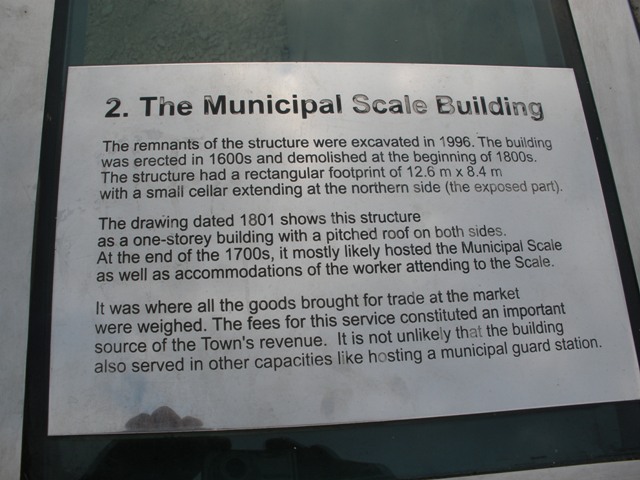 2. The Municipal Scale Building
The remnants of the structure were excavated in 1996. The building
was erected in 1600s and demolished at the beginning of 1800s.
The structure had a rectangular footprint of 12.6 m x 8.4 m
with a small cellar extending at the northern side (the exposed part).
The drawing dated 1801 shows this structure
as a one-storey building with a pitched roof on both sides.
At the end of the 1700s, it mostly likely hosted the Municipal Scale
as well as accommodations of the worker attending to the Scale.
It was where all the goods brought for trade at the market
were weighed. The fees for this service constituted an important
source of the Town's revenue. It is not unlikely that the building
also served in other capacities like hosting a municipal guard station.